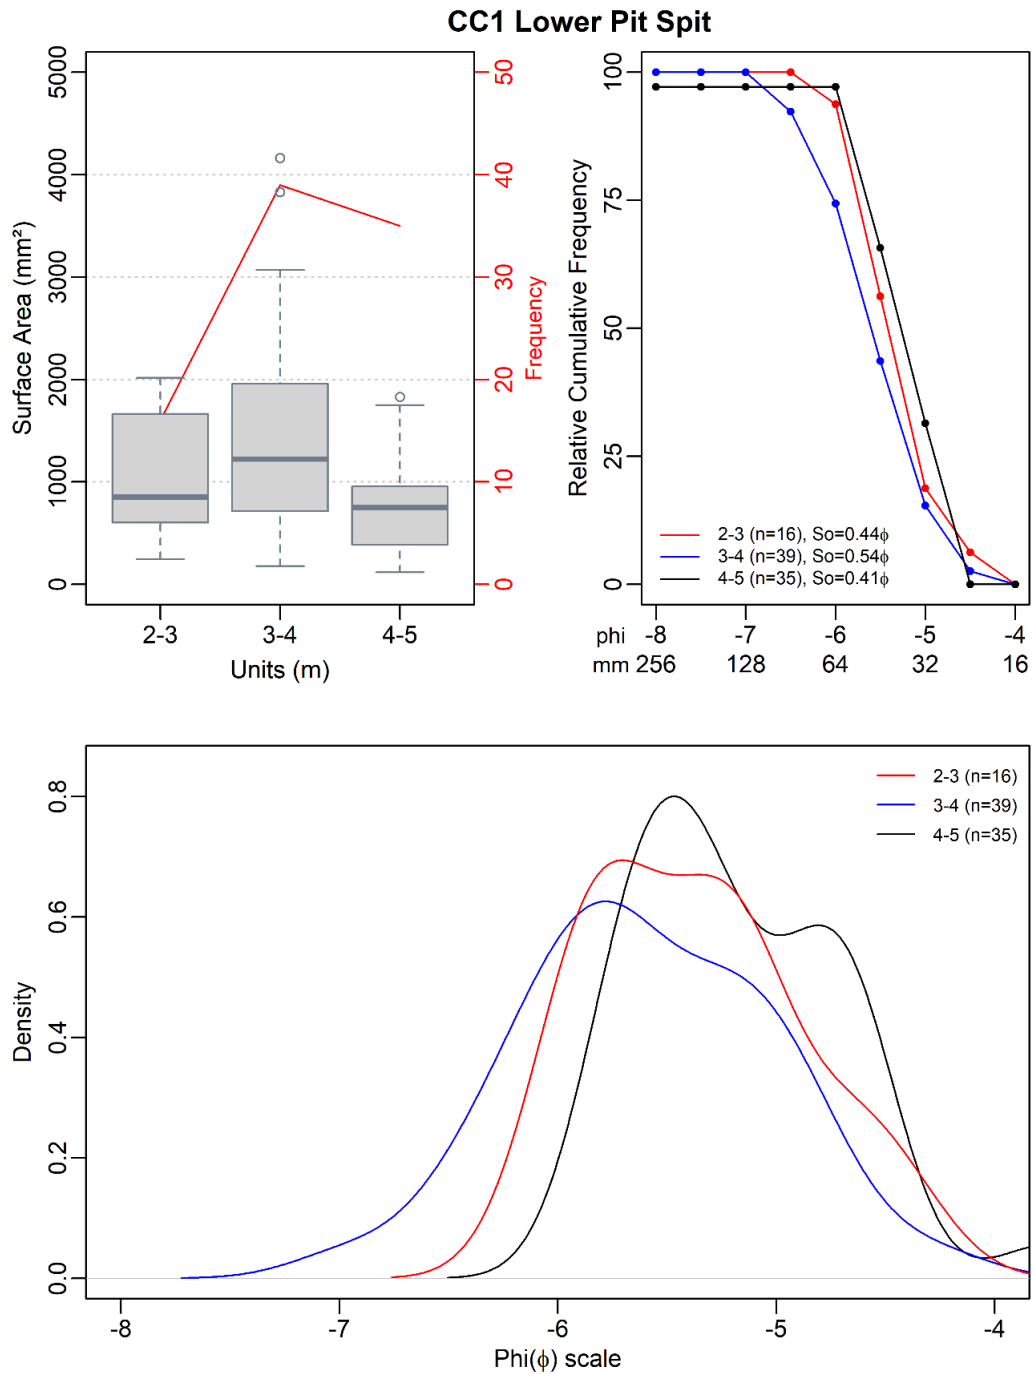 CC1 Lower Pit Spit
Surface Area (mm²)
5000
4000
3000
2000
1000
0
50
40
30
20
10
0
Frequency
2-3 3-4 4-5
Units (m)
Relative Cumulative Frequency
100
75
50
25
0
2-3 (n=16), So=0.44ϕ
3-4 (n=39), So=0.54ϕ
4-5 (n=35), So=0.41ϕ
phi -8 -7 -6 -5 -4
mm 256 128 64 32 16
Density
0.8
0.6
0.4
0.2
0.0
2-3 (n=16)
3-4 (n=39)
4-5 (n=35)
-8 -7 -6 -5 -4
Phi(ϕ) scale